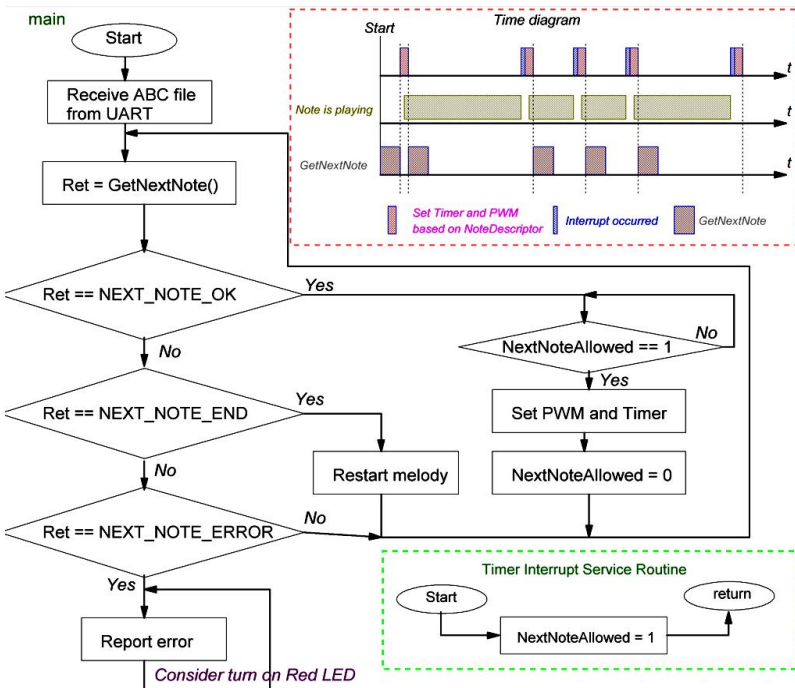 main
Start
Receive ABC file
from UART
Ret = GetNextNote()
Ret == NEXT_NOTE_OK
Yes
No
Ret == NEXT_NOTE_END
Yes
No
Restart melody
Ret == NEXT_NOTE_ERROR
No
Yes
Report error
Consider turn on Red LED
NextNoteAllowed == 1
No
Yes
Set PWM and Timer
NextNoteAllowed = 0
Time diagram
Start
t
Note is playing
t
GetNextNote
t
Set Timer and PWM
based on NoteDescriptor
Interrupt occurred
GetNextNote
Timer Interrupt Service Routine
Start
NextNoteAllowed = 1
return